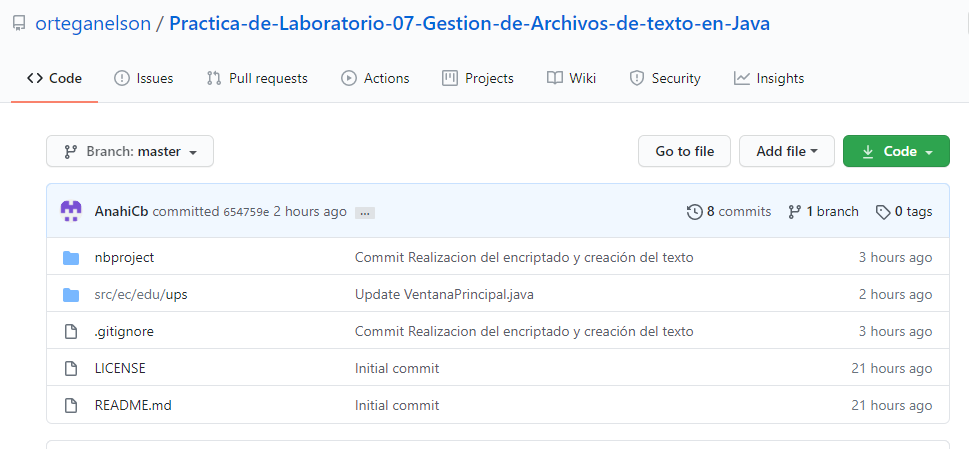 orteganelson / Practica-de-Laboratorio-07-Gestion-de-Archivos-de-texto-en-Java
Code Issues Pull requests Actions Projects Wiki Security Insights
Branch: master Go to file Add file Code
AnahiCb committed 654759e 2 hours ago ... 8 commits 1 branch 0 tags
nbproject Commit Realizacion del encriptado y creación del texto 3 hours ago
src/ec/edu/ups Update VentanaPrincipal.java 2 hours ago
.gitignore Commit Realizacion del encriptado y creación del texto 3 hours ago
LICENSE Initial commit 21 hours ago
README.md Initial commit 21 hours ago